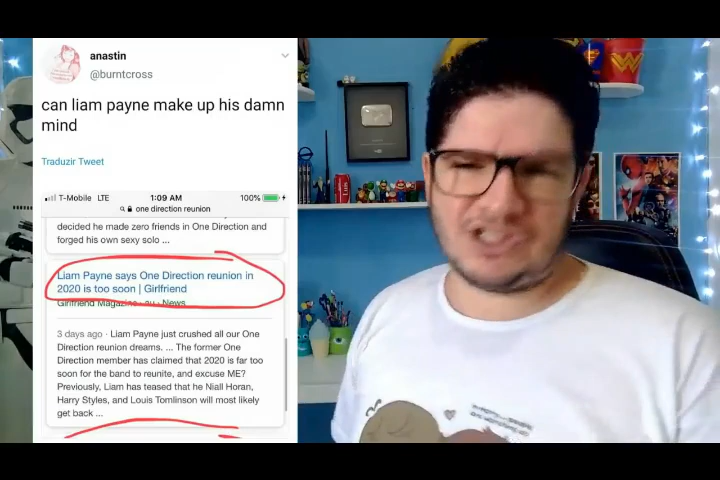 anastin
@burntcross
can liam payne make up his damn
mind
Traduzir Tweet
T-Mobile LTE 1:09 AM 100%
one direction reunion
decided he made zero friends in One Direction and
forged his own sexy solo ...
Liam Payne says One Direction reunion in
2020 is too soon | Girlfriend
Girlfriend Magazine › au › News
3 days ago · Liam Payne just crushed all our One
Direction reunion dreams. ... The former One
Direction member has claimed that 2020 is far too
soon for the band to reunite, and excuse ME?
Previously, Liam has teased that he Niall Horan,
Harry Styles, and Louis Tomlinson will most likely
get back ...